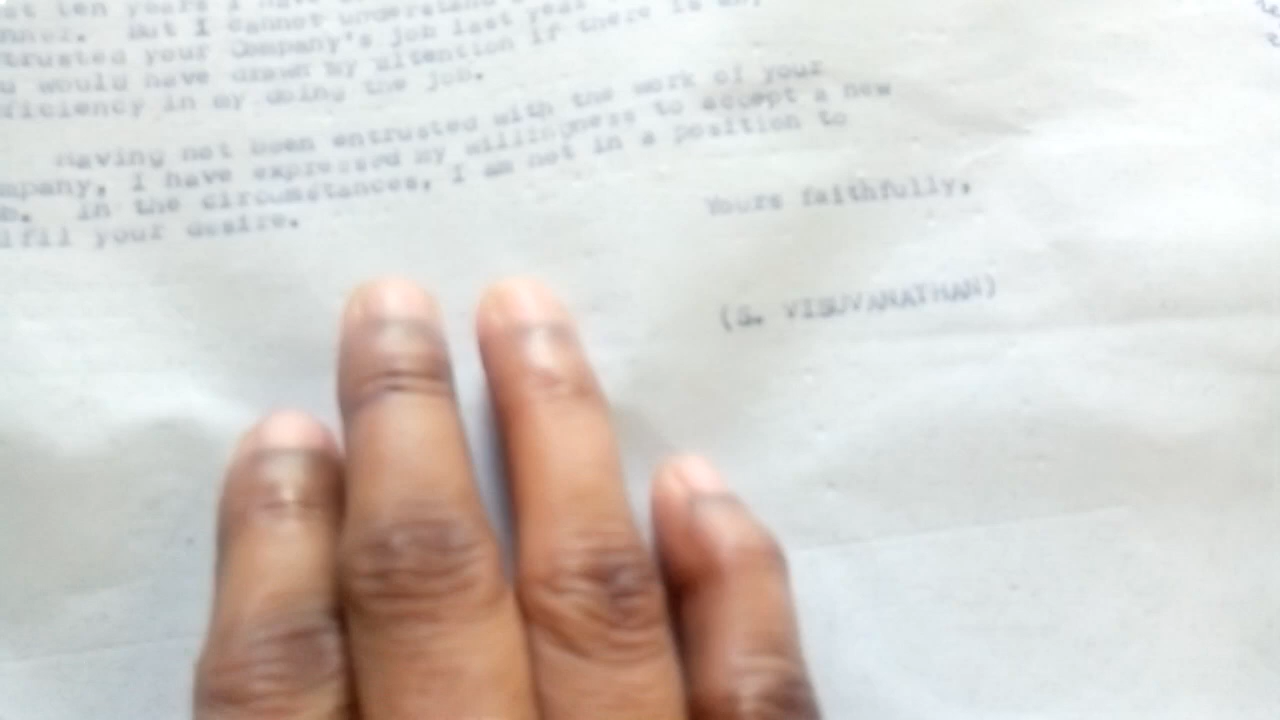 ten years I have
But I cannot understand
trusted your Company's job last year
would have drawn my attention if there is an
ficiency in my doing the job.
Having not been entrusted with the work of your
mpany, I have expressed my willingness to accept a new
b. In the circumstances, I am not in a position to
lfil your desire.
Yours faithfully,
(S. VISUVANATHAN)